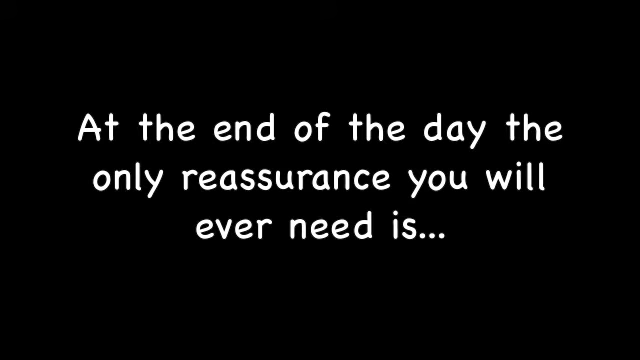 At the end of the day the
only reassurance you will
ever need is...